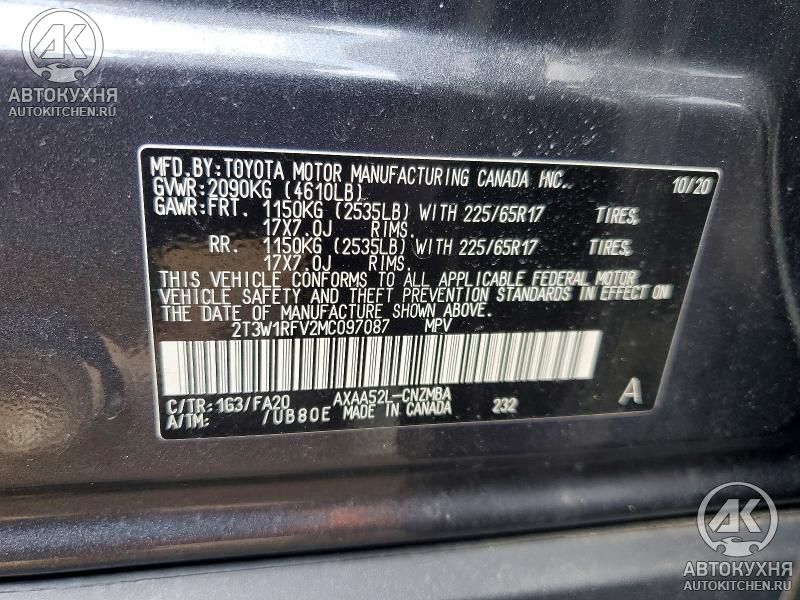 АК
АВТОКУХНЯ
AUTOKITCHEN.RU
MFD.BY:TOYOTA MOTOR MANUFACTURING CANADA INC. 10/20
GVWR:2090KG (4610LB)
GAWR:FRT. 1150KG (2535LB) WITH 225/65R17 TIRES,
17X7.0J RIMS.
RR. 1150KG (2535LB) WITH 225/65R17 TIRES,
17X7.0J RIMS.
THIS VEHICLE CONFORMS TO ALL APPLICABLE FEDERAL MOTOR
VEHICLE SAFETY AND THEFT PREVENTION STANDARDS IN EFFECT ON
THE DATE OF MANUFACTURE SHOWN ABOVE.
2T3W1RFV2MC097087 MPV
C/TR:1G3/FA20 AXAA52L-CNZMBA 232 A
A/TM: /UB80E MADE IN CANADA
АК
АВТОКУХНЯ
AUTOKITCHEN.RU